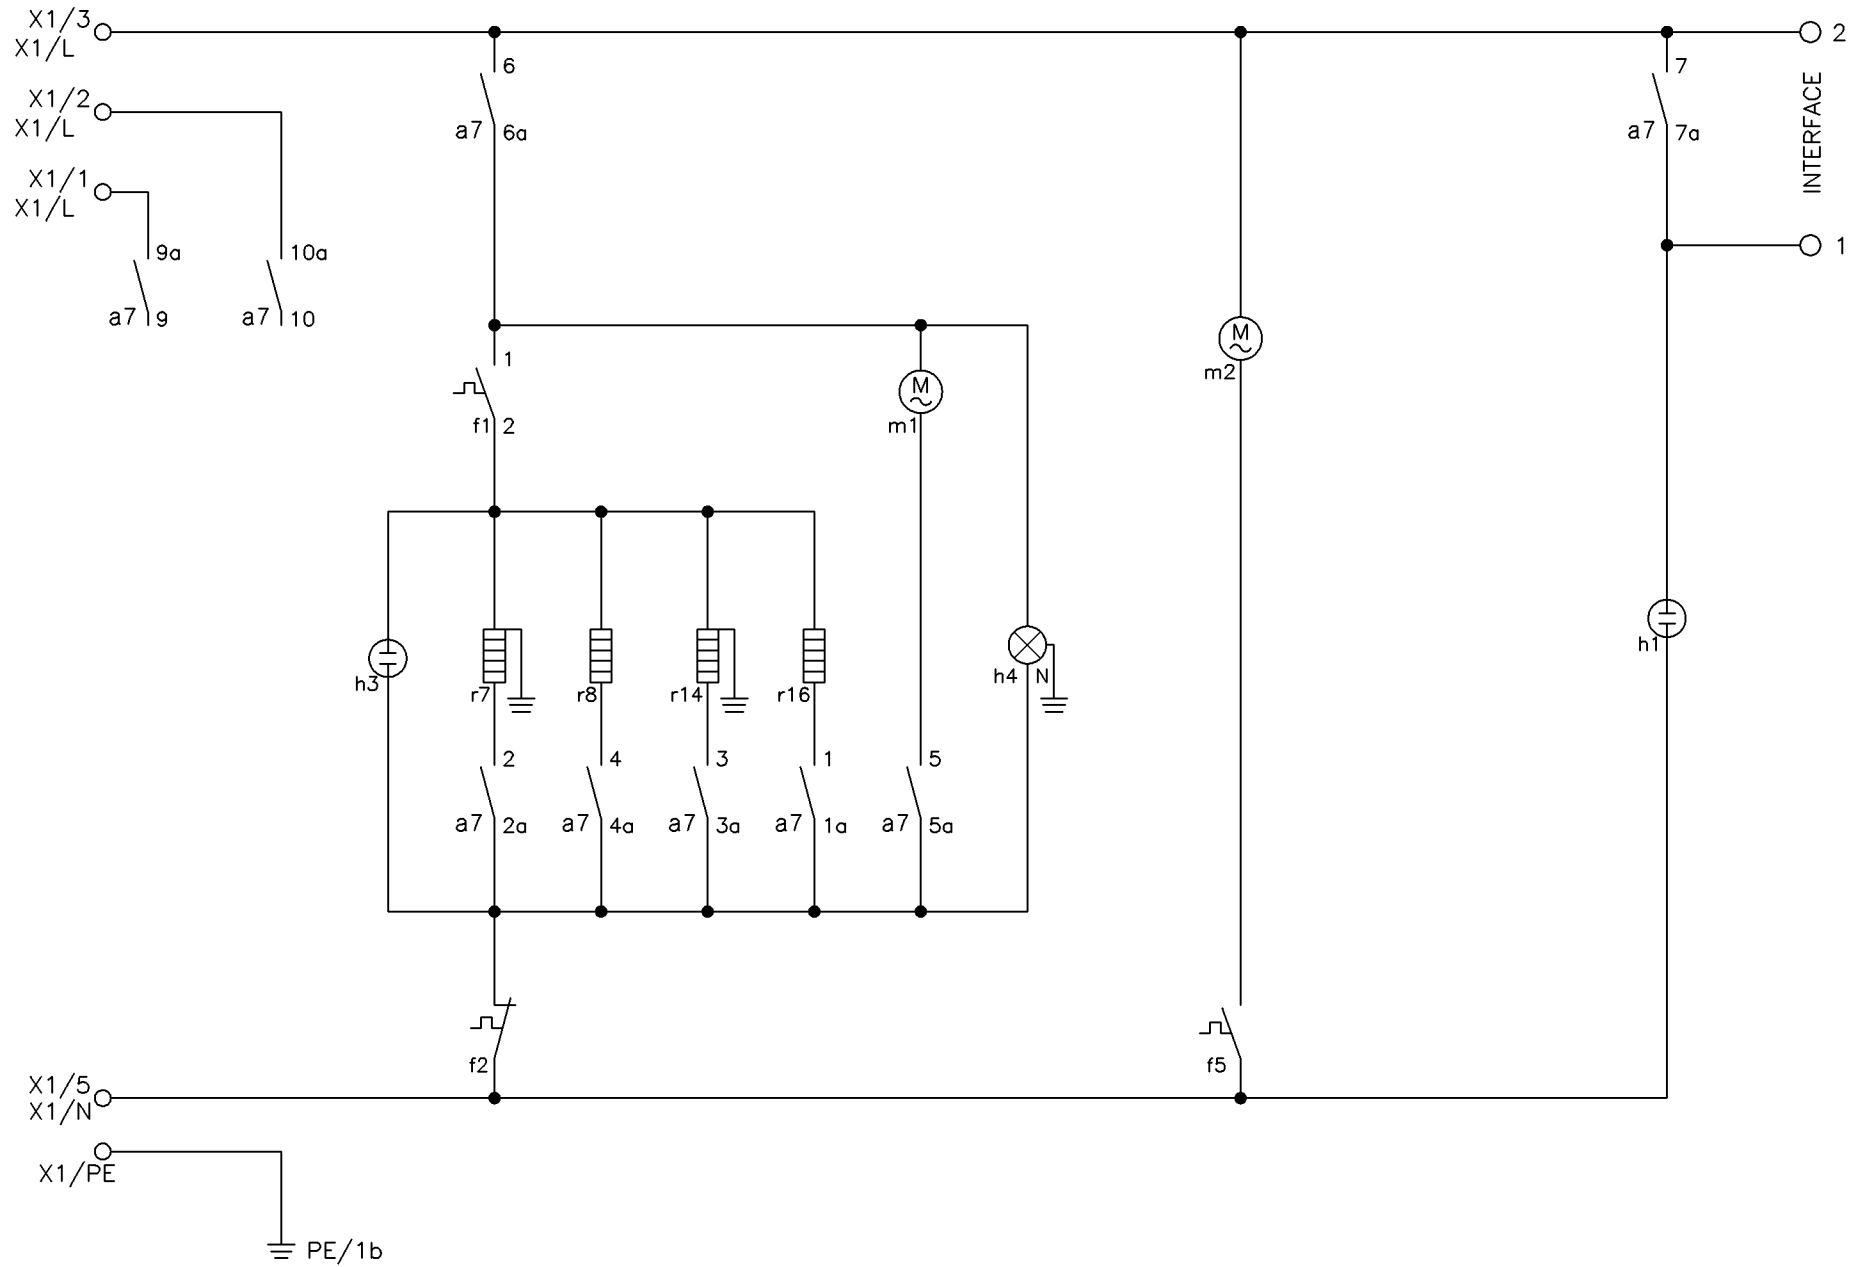 X1/3
X1/L
2
6
7
X1/2
X1/L
INTERFACE
a7 6a
a7 7a
X1/1
X1/L
1
9a
10a
a7 9
a7 10
1
M
m2
M
f1 2
m1
h1
h3
r7
r8
r14
r16
h4 N
2
4
3
1
5
a7 2a
a7 4a
a7 3a
a7 1a
a7 5a
f2
f5
X1/5
X1/N
X1/PE
PE/1b